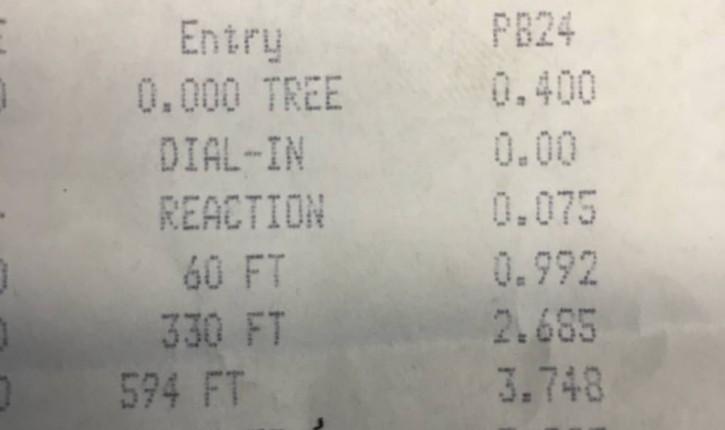 Entry PB24
0.000 TREE 0.400
DIAL-IN 0.00
REACTION 0.075
60 FT 0.992
330 FT 2.685
594 FT 3.748